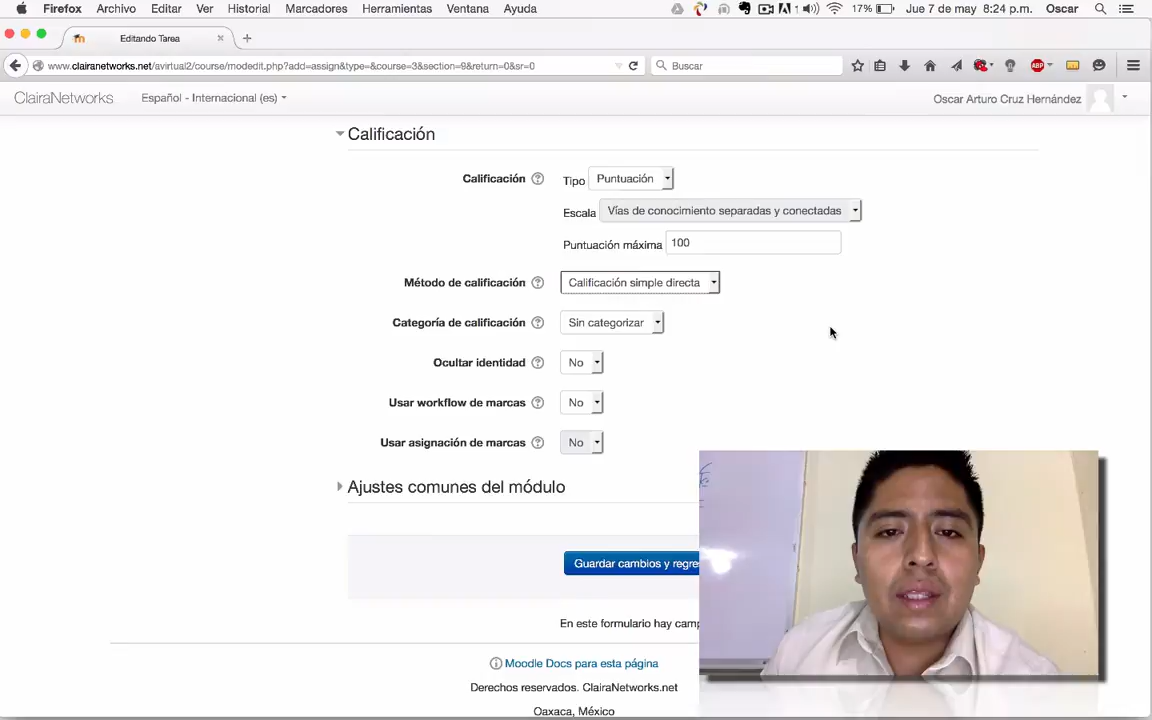 Firefox Archivo Editar Ver Historial Marcadores Herramientas Ventana Ayuda 1 17% Jue 7 de may 8:24 p.m. Oscar
Editando Tarea
www.clairanetworks.net/avirtual2/course/modedit.php?add=assign&type=&course=3&section=9&return=0&sr=0 Buscar ABP
ClairaNetworks Español - Internacional (es) Oscar Arturo Cruz Hernández
Calificación
Calificación Tipo Puntuación
Escala Vías de conocimiento separadas y conectadas
Puntuación máxima 100
Método de calificación Calificación simple directa
Categoría de calificación Sin categorizar
Ocultar identidad No
Usar workflow de marcas No
Usar asignación de marcas No
Ajustes comunes del módulo
Guardar cambios y regre
En este formulario hay camp
Moodle Docs para esta página
Derechos reservados. ClairaNetworks.net
Oaxaca, México